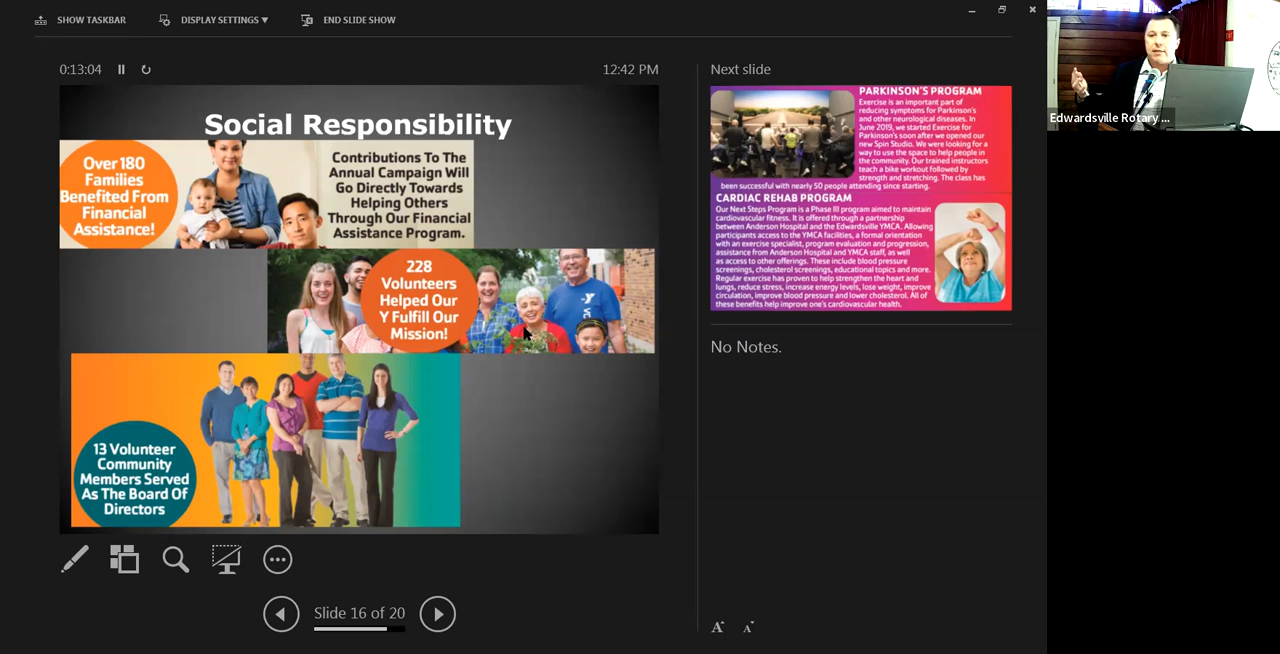 SHOW TASKBAR
DISPLAY SETTINGS
END SLIDE SHOW
0:13:04
12:42 PM
Social Responsibility
Over 180
Families
Benefited From
Financial
Assistance!
Contributions To The
Annual Campaign Will
Go Directly Towards
Helping Others
Through Our Financial
Assistance Program.
228
Volunteers
Helped Our
Y Fulfill Our
Mission!
13 Volunteer
Community
Members Served
As The Board Of
Directors
Slide 16 of 20
Next slide
PARKINSON'S PROGRAM
Exercise is an important part of
reducing symptoms for Parkinson's
and other neurological diseases. In
June 2019, we started Exercise for
Parkinson's soon after we opened our
new Spin Studio. We were looking for a
way to use the space to help people in
the community. Our trained instructors
teach a bike workout followed by
strength and stretching. The class has
been successful with nearly 50 people attending since starting.
CARDIAC REHAB PROGRAM
Our Next Steps Program is a Phase III program aimed to maintain
cardiovascular fitness. It is offered through a partnership
between Anderson Hospital and the Edwardsville YMCA. Allowing
participants access to the YMCA facilities, a formal orientation
with an exercise specialist, program evaluation and progression,
assistance from Anderson Hospital and YMCA staff, as well
as access to other offerings. These include blood pressure
screenings, cholesterol screenings, educational topics and more.
Regular exercise has proven to help strengthen the heart and
lungs, reduce stress, increase energy levels, lose weight, improve
circulation, improve blood pressure and lower cholesterol. All of
these benefits help improve one's cardiovascular health.
No Notes.
A A
Edwardsville Rotary ...